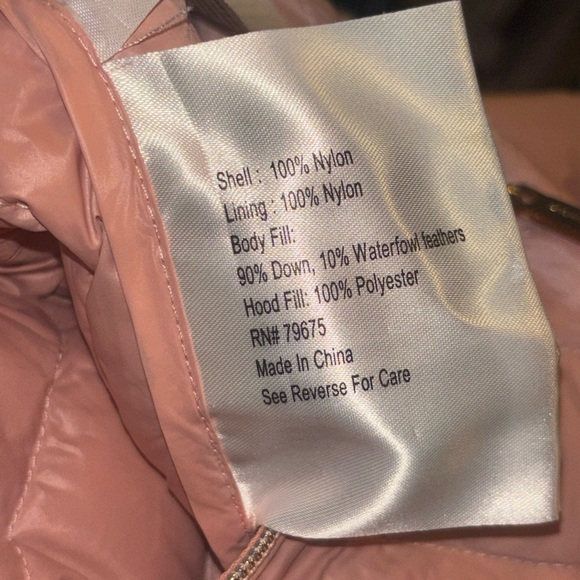 Shell : 100% Nylon
Lining : 100% Nylon
Body Fill:
90% Down, 10% Waterfowl feathers
Hood Fill: 100% Polyester
RN# 79675
Made In China
See Reverse For Care